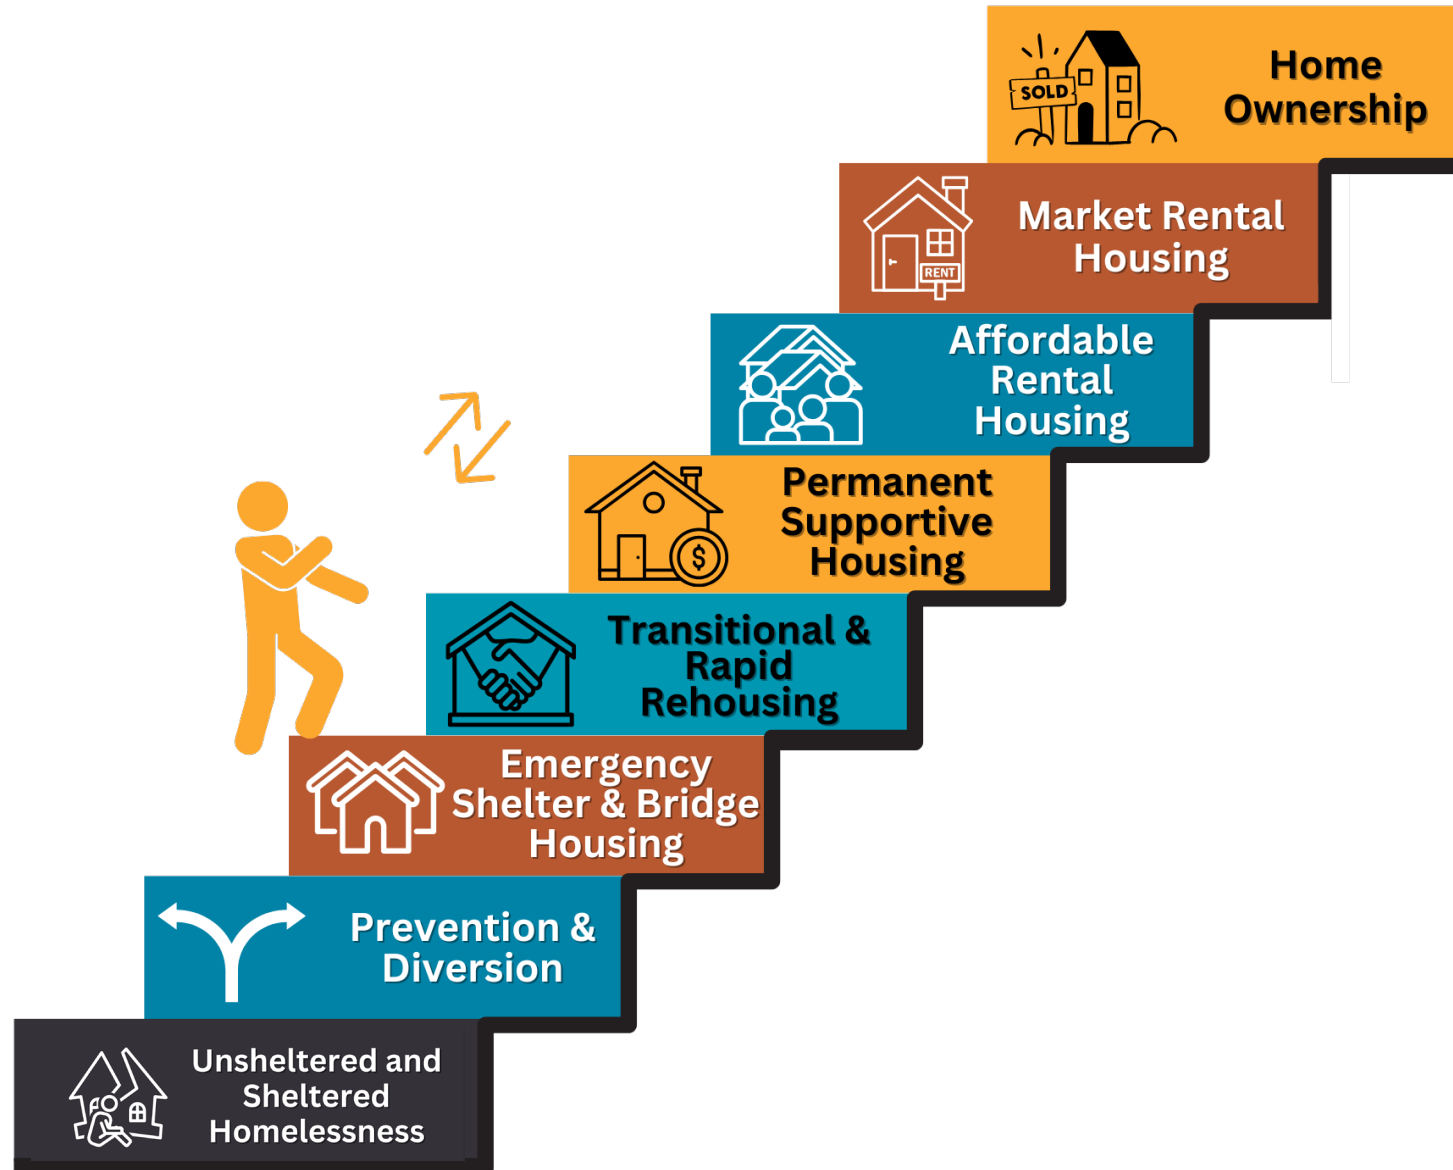 SOLD
Home
Ownership
RENT
Market Rental
Housing
Affordable
Rental
Housing
$
Permanent
Supportive
Housing
Transitional &
Rapid
Rehousing
Emergency
Shelter & Bridge
Housing
Prevention &
Diversion
Unsheltered and
Sheltered
Homelessness